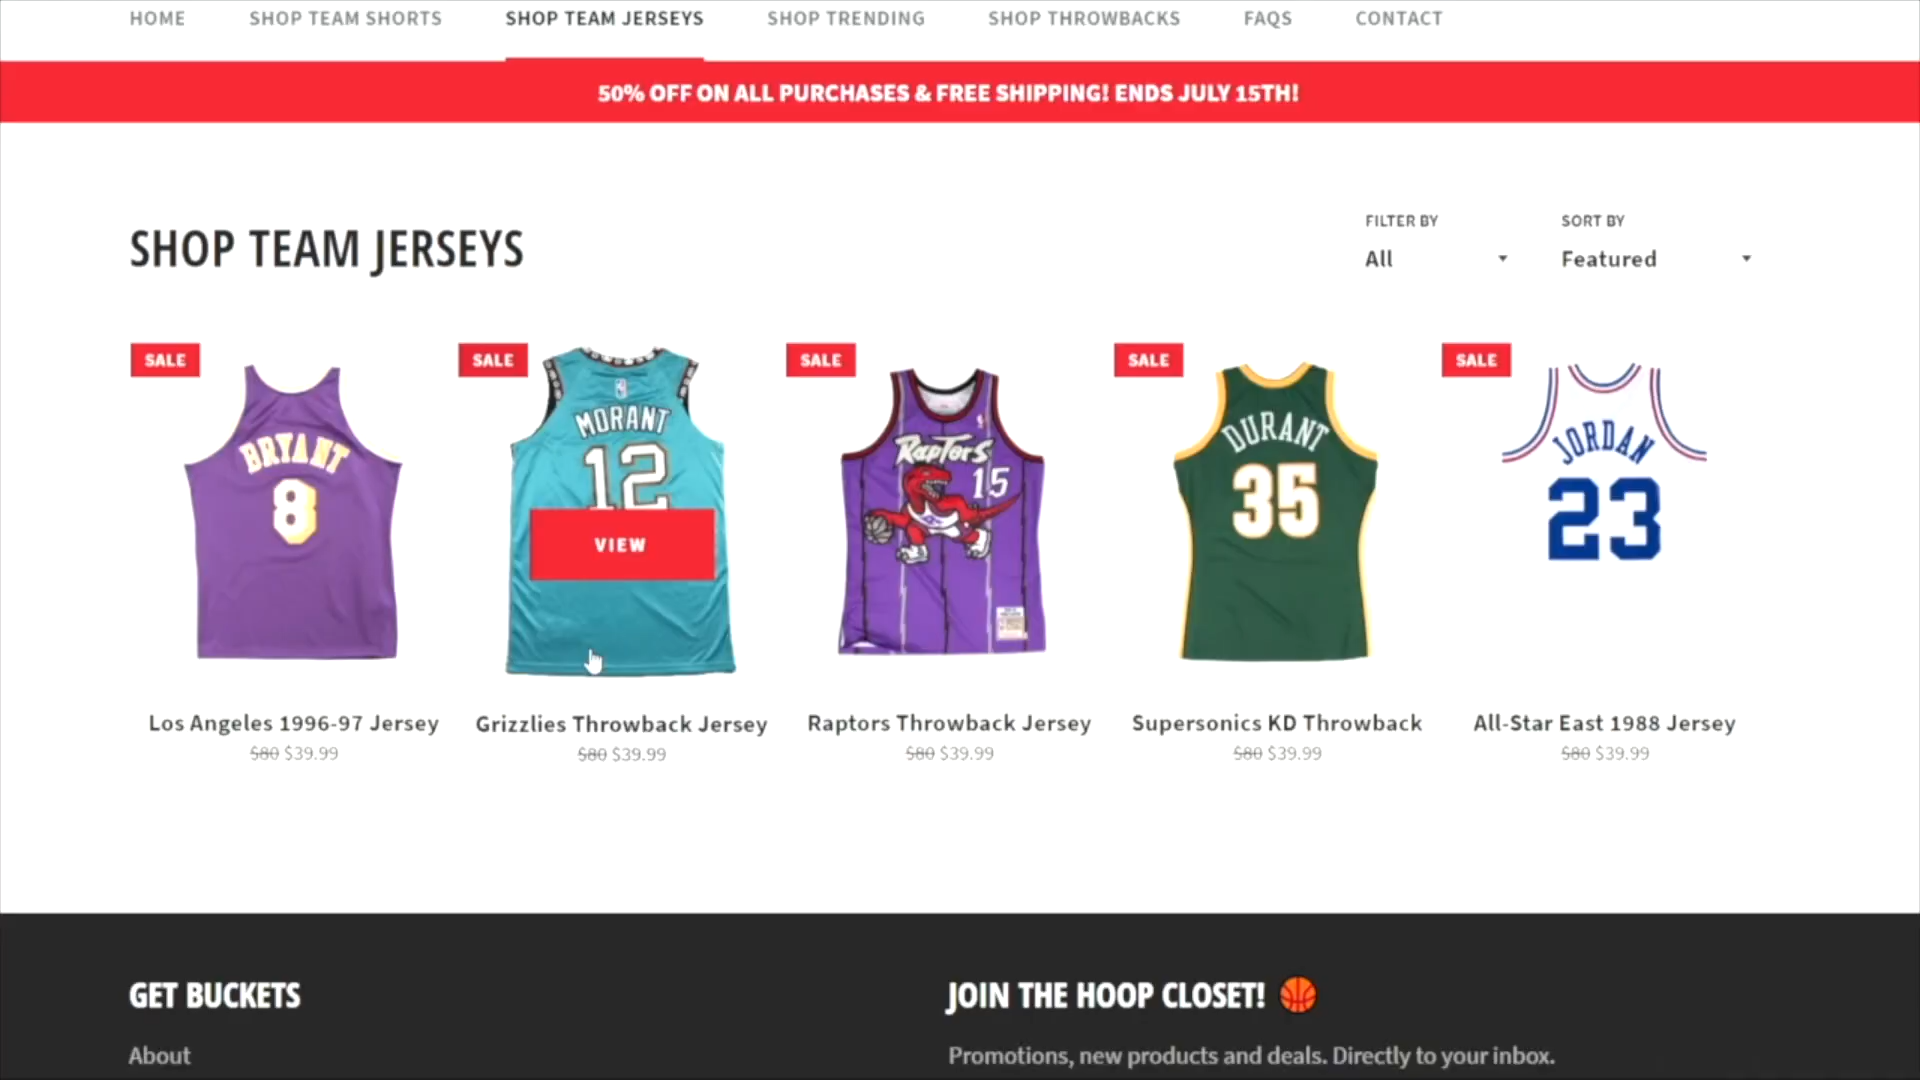 HOME SHOP TEAM SHORTS SHOP TEAM JERSEYS SHOP TRENDING SHOP THROWBACKS FAQS CONTACT
50% OFF ON ALL PURCHASES & FREE SHIPPING! ENDS JULY 15TH!
SHOP TEAM JERSEYS
FILTER BY
All
SORT BY
Featured
SALE
BRYANT
8
Los Angeles 1996-97 Jersey
$80 $39.99
SALE
MORANT
12
VIEW
Grizzlies Throwback Jersey
$80 $39.99
SALE
RAPTORS
15
Raptors Throwback Jersey
$80 $39.99
SALE
DURANT
35
Supersonics KD Throwback
$80 $39.99
SALE
JORDAN
23
All-Star East 1988 Jersey
$80 $39.99
GET BUCKETS
About
JOIN THE HOOP CLOSET!
Promotions, new products and deals. Directly to your inbox.